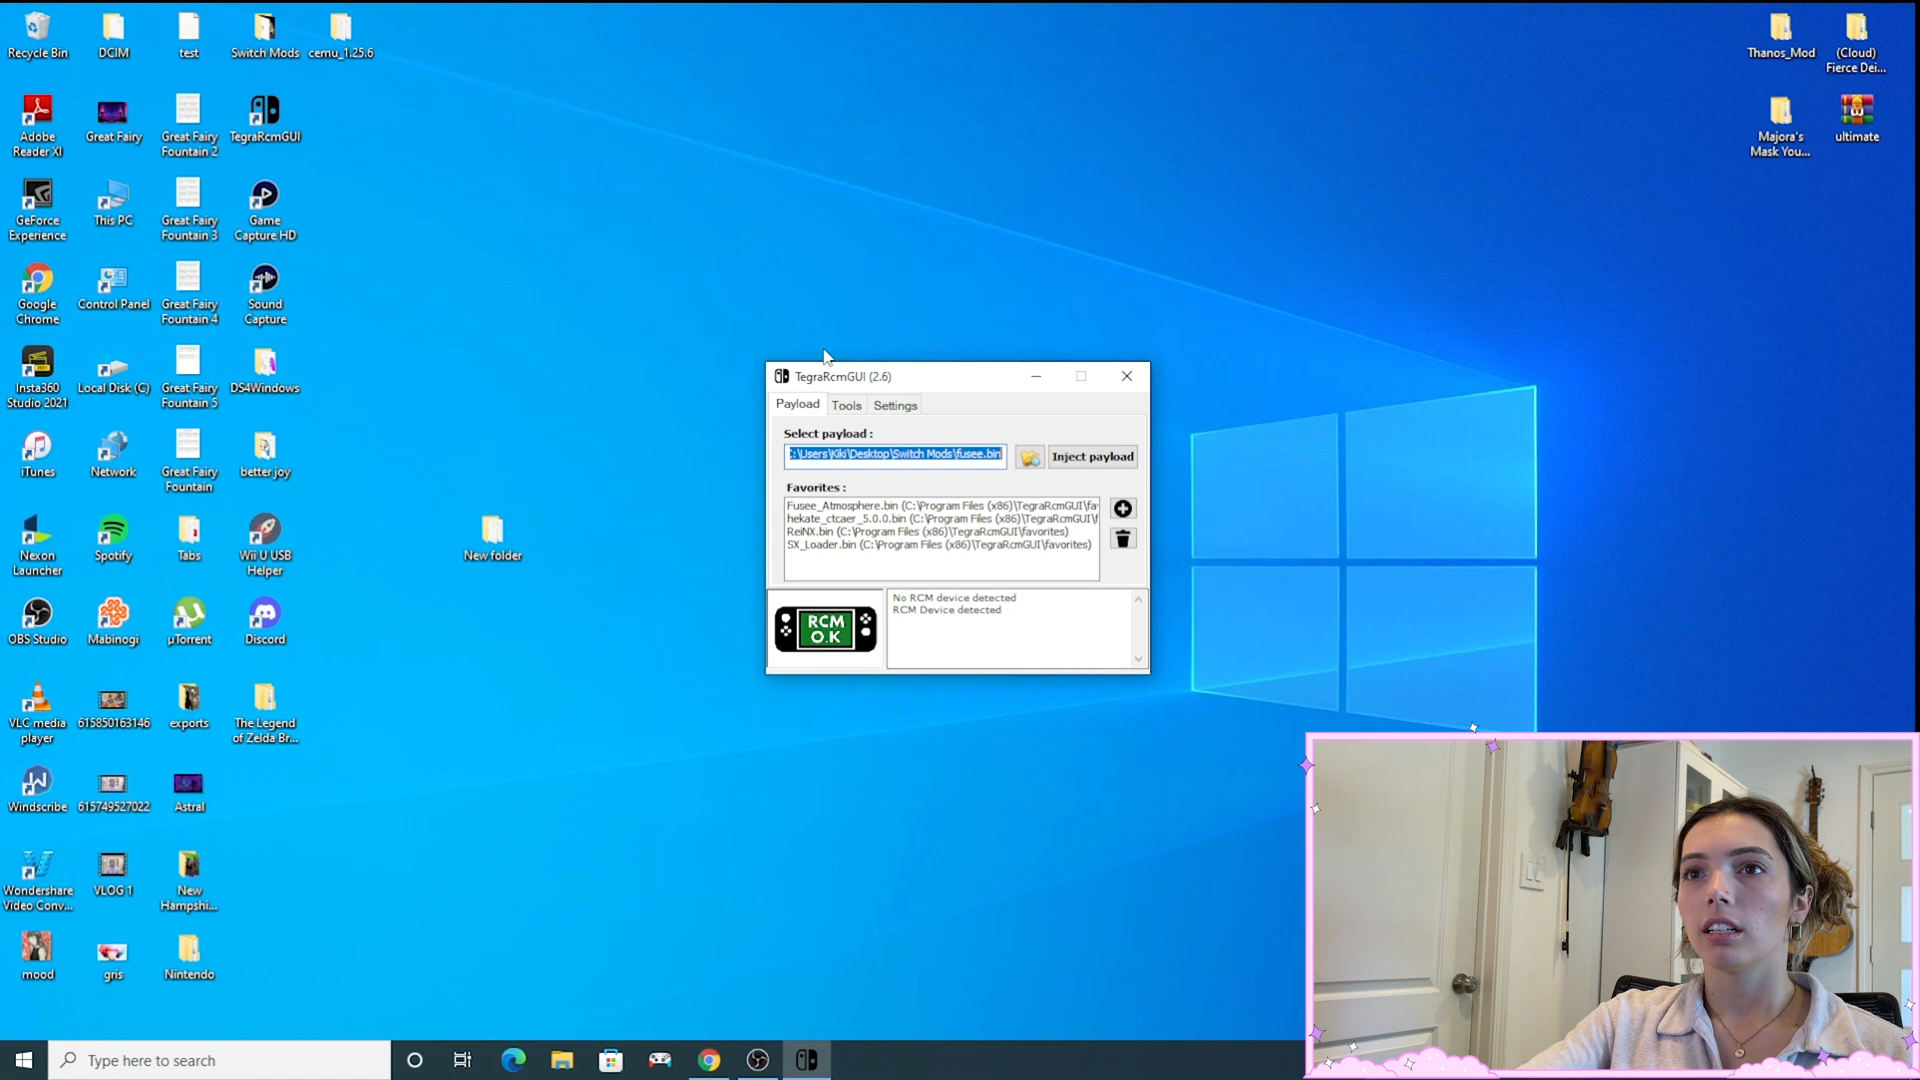 Recycle Bin
DCIM
test
Switch Mods
cemu_1.25.6
Thanos_Mod
(Cloud)
Fierce Dei...
Adobe
Reader XI
Great Fairy
Great Fairy
Fountain 2
TegraRcmGUI
Majora's
Mask You...
ultimate
GeForce
Experience
This PC
Great Fairy
Fountain 3
Game
Capture HD
Google
Chrome
Control Panel
Great Fairy
Fountain 4
Sound
Capture
Insta360
Studio 2021
Local Disk (C)
Great Fairy
Fountain 5
DS4Windows
iTunes
Network
Great Fairy
Fountain
better joy
Nexon
Launcher
Spotify
Tabs
Wii U USB
Helper
New folder
OBS Studio
Mabinogi
µTorrent
Discord
VLC media
player
615850163146
exports
The Legend
of Zelda Br...
Windscribe
615749527022
Astral
Wondershare
Video Conv...
VLOG 1
New
Hampshi...
mood
gris
Nintendo
TegraRcmGUI (2.6)
Payload
Tools
Settings
Select payload :
:\Users\Kiki\Desktop\Switch Mods\fusee.bin
Inject payload
Favorites :
Fusee_Atmosphere.bin (C:\Program Files (x86)\TegraRcmGUI\fav
hekate_ctcaer_5.0.0.bin (C:\Program Files (x86)\TegraRcmGUI\f
ReiNX.bin (C:\Program Files (x86)\TegraRcmGUI\favorites)
SX_Loader.bin (C:\Program Files (x86)\TegraRcmGUI\favorites)
RCM
O.K
No RCM device detected
RCM Device detected
Type here to search